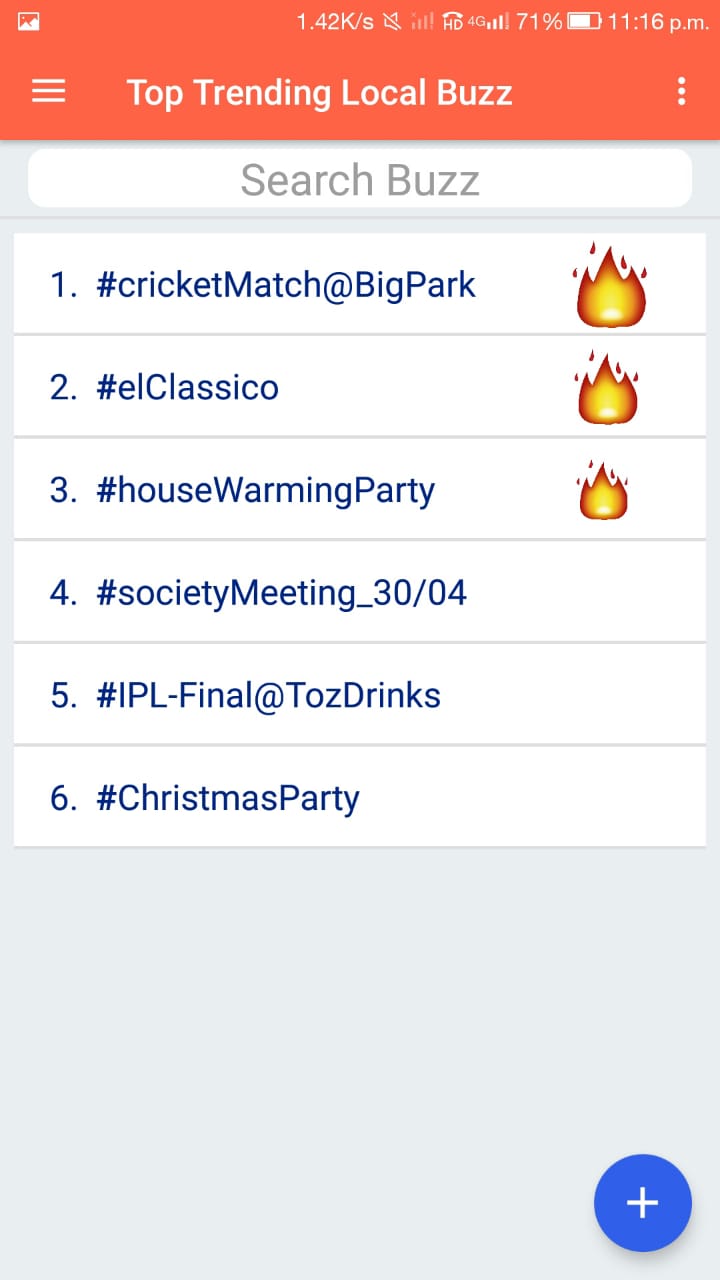 1.42K/s HD 4G 71% 11:16 p.m.
Top Trending Local Buzz
Search Buzz
1. #cricketMatch@BigPark
2. #elClassico
3. #houseWarmingParty
4. #societyMeeting_30/04
5. #IPL-Final@TozDrinks
6. #ChristmasParty